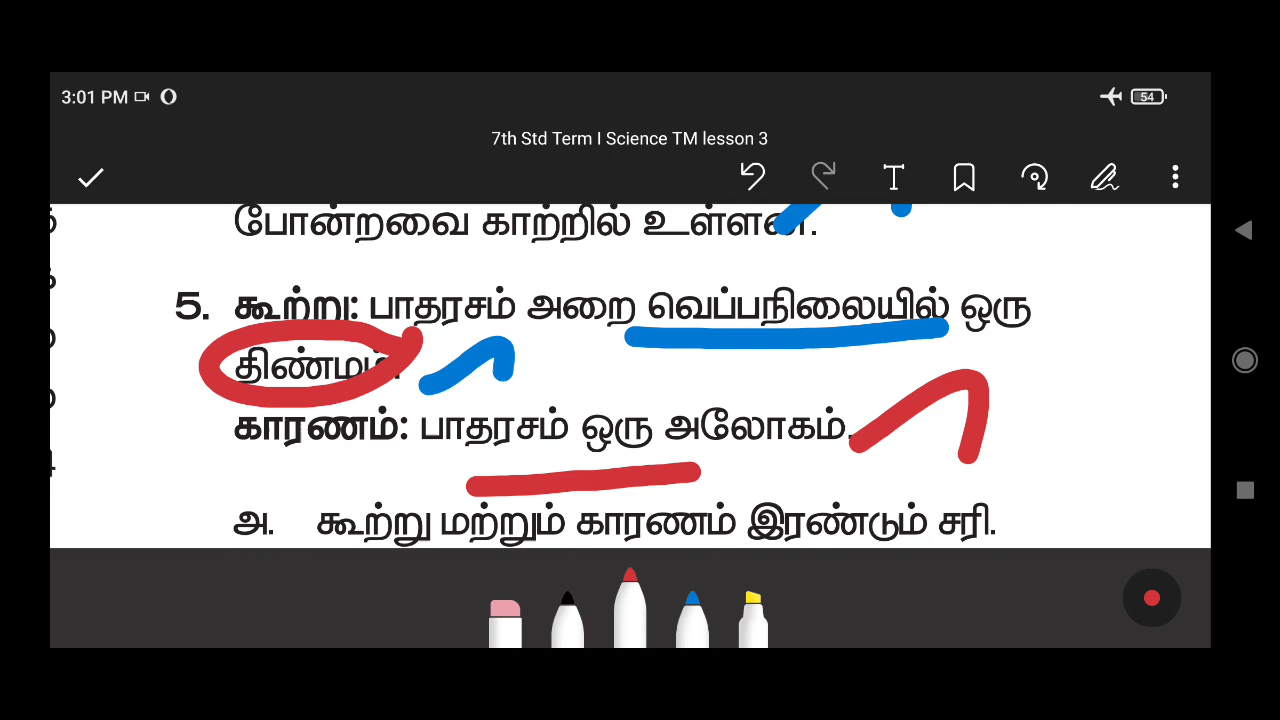 3:01 PM
54
7th Std Term I Science TM lesson 3
போன்றவை காற்றில் உள்ளன.
5. கூற்று: பாதரசம் அறை வெப்பநிலையில் ஒரு
திண்மம்.
காரணம்: பாதரசம் ஒரு அலோகம்.
அ. கூற்று மற்றும் காரணம் இரண்டும் சரி.